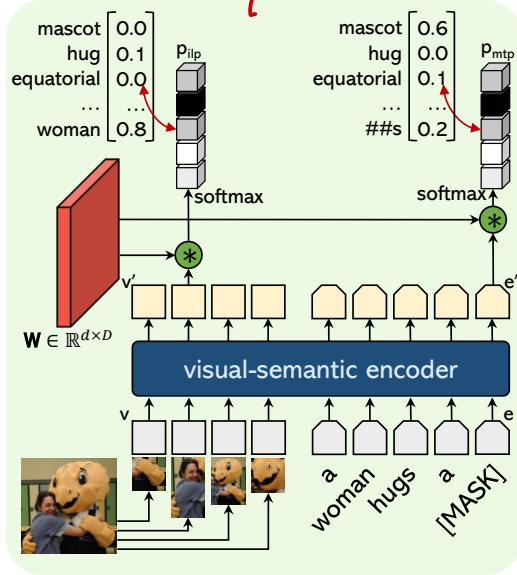 mascot 0.0
hug 0.1
equatorial 0.0
... ...
woman 0.8
p_ilp
softmax
mascot 0.6
hug 0.0
equatorial 0.1
... ...
##s 0.2
p_mtp
softmax
*
*
v'
e'
W ∈ ℝ^{d×D}
visual-semantic encoder
v
e
a
woman
hugs
a
[MASK]